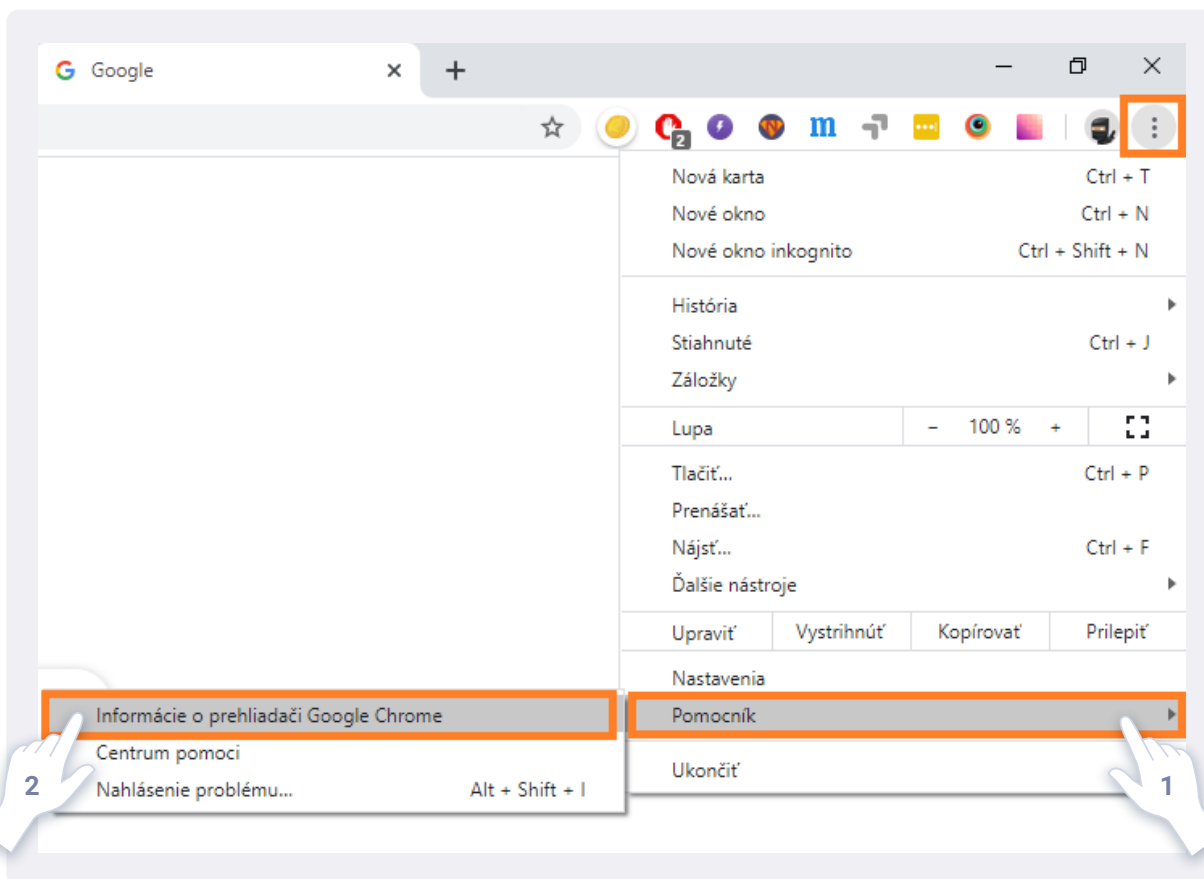 Google
2
m
Nová karta Ctrl + T
Nové okno Ctrl + N
Nové okno inkognito Ctrl + Shift + N
História
Stiahnuté Ctrl + J
Záložky
Lupa - 100 % +
Tlačiť... Ctrl + P
Prenášať...
Nájsť... Ctrl + F
Ďalšie nástroje
Upraviť Vystrihnúť Kopírovať Prilepiť
Nastavenia
Informácie o prehliadači Google Chrome Pomocník
Centrum pomoci
Ukončiť
2 Nahlásenie problému... Alt + Shift + I 1